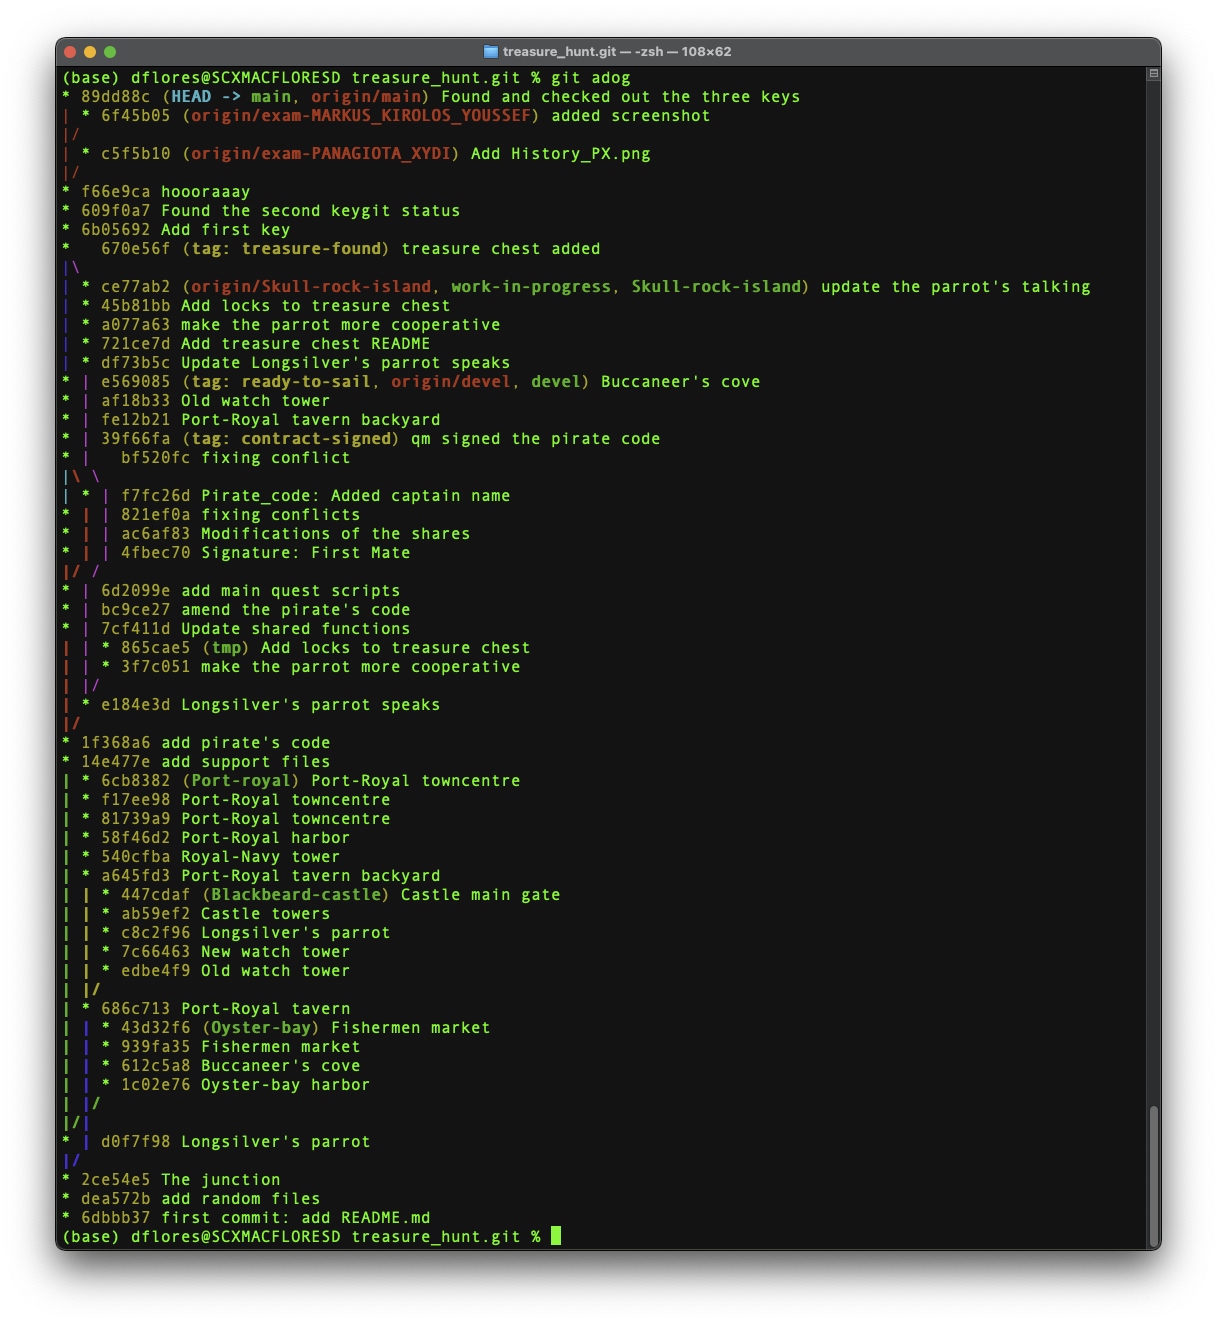 treasure_hunt.git — -zsh — 108×62
(base) dflores@SCXMACFLORESD treasure_hunt.git % git adog
* 89dd88c (HEAD -> main, origin/main) Found and checked out the three keys
| * 6f45b05 (origin/exam-MARKUS_KIROLOS_YOUSSEF) added screenshot
|/
| * c5f5b10 (origin/exam-PANAGIOTA_XYDI) Add History_PX.png
|/
* f66e9ca hoooraaay
* 609f0a7 Found the second keygit status
* 6b05692 Add first key
*   670e56f (tag: treasure-found) treasure chest added
|\
| * ce77ab2 (origin/Skull-rock-island, work-in-progress, Skull-rock-island) update the parrot's talking
| * 45b81bb Add locks to treasure chest
| * a077a63 make the parrot more cooperative
| * 721ce7d Add treasure chest README
| * df73b5c Update Longsilver's parrot speaks
* | e569085 (tag: ready-to-sail, origin/devel, devel) Buccaneer's cove
* | af18b33 Old watch tower
* | fe12b21 Port-Royal tavern backyard
* | 39f66fa (tag: contract-signed) qm signed the pirate code
* |   bf520fc fixing conflict
|\ \
| * | f7fc26d Pirate_code: Added captain name
* | | 821ef0a fixing conflicts
* | | ac6af83 Modifications of the shares
* | | 4fbec70 Signature: First Mate
|/ /
* | 6d2099e add main quest scripts
* | bc9ce27 amend the pirate's code
* | 7cf411d Update shared functions
| | * 865cae5 (tmp) Add locks to treasure chest
| | * 3f7c051 make the parrot more cooperative
| |/
| * e184e3d Longsilver's parrot speaks
|/
* 1f368a6 add pirate's code
* 14e477e add support files
| * 6cb8382 (Port-royal) Port-Royal towncentre
| * f17ee98 Port-Royal towncentre
| * 81739a9 Port-Royal towncentre
| * 58f46d2 Port-Royal harbor
| * 540cfba Royal-Navy tower
| * a645fd3 Port-Royal tavern backyard
| | * 447cdaf (Blackbeard-castle) Castle main gate
| | * ab59ef2 Castle towers
| | * c8c2f96 Longsilver's parrot
| | * 7c66463 New watch tower
| | * edbe4f9 Old watch tower
| |/
| * 686c713 Port-Royal tavern
| | * 43d32f6 (Oyster-bay) Fishermen market
| | * 939fa35 Fishermen market
| | * 612c5a8 Buccaneer's cove
| | * 1c02e76 Oyster-bay harbor
| |/
|/|
* | d0f7f98 Longsilver's parrot
|/
* 2ce54e5 The junction
* dea572b add random files
* 6dbbb37 first commit: add README.md
(base) dflores@SCXMACFLORESD treasure_hunt.git %